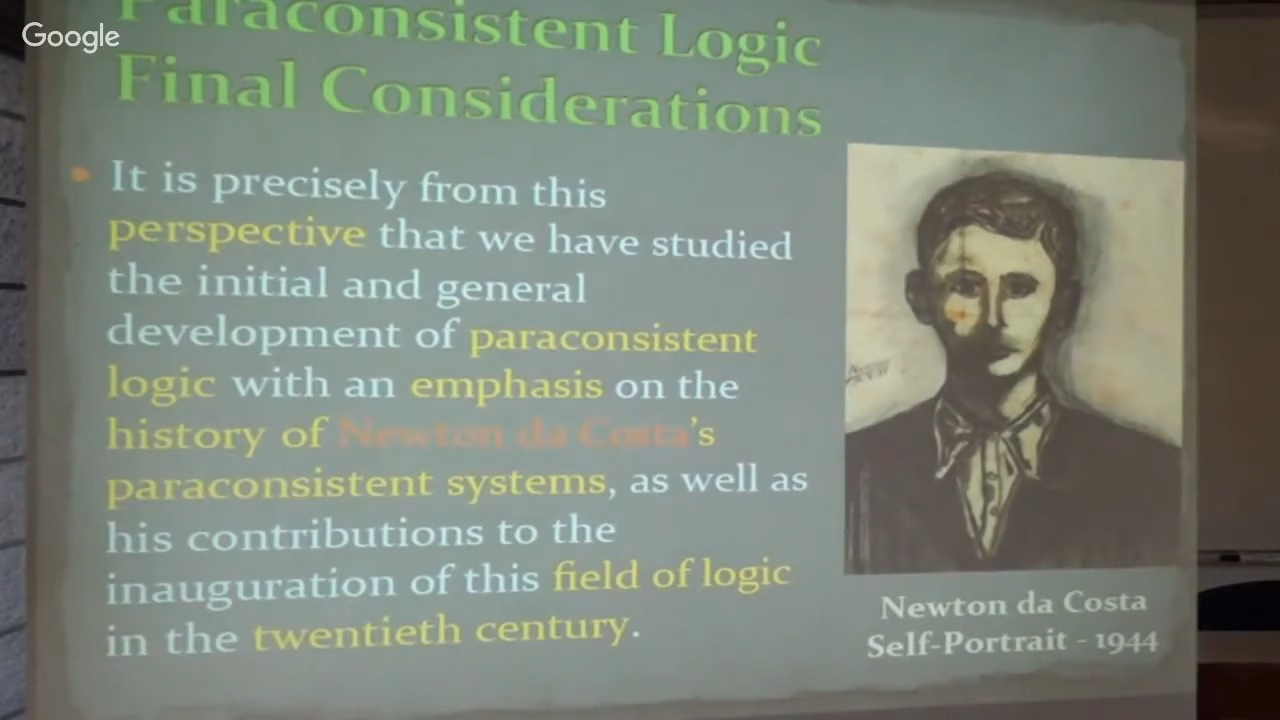 Google
Paraconsistent Logic
Final Considerations
It is precisely from this
perspective that we have studied
the initial and general
development of paraconsistent
logic with an emphasis on the
history of Newton da Costa's
paraconsistent systems, as well as
his contributions to the
inauguration of this field of logic
in the twentieth century.
Newton da Costa
Self-Portrait - 1944